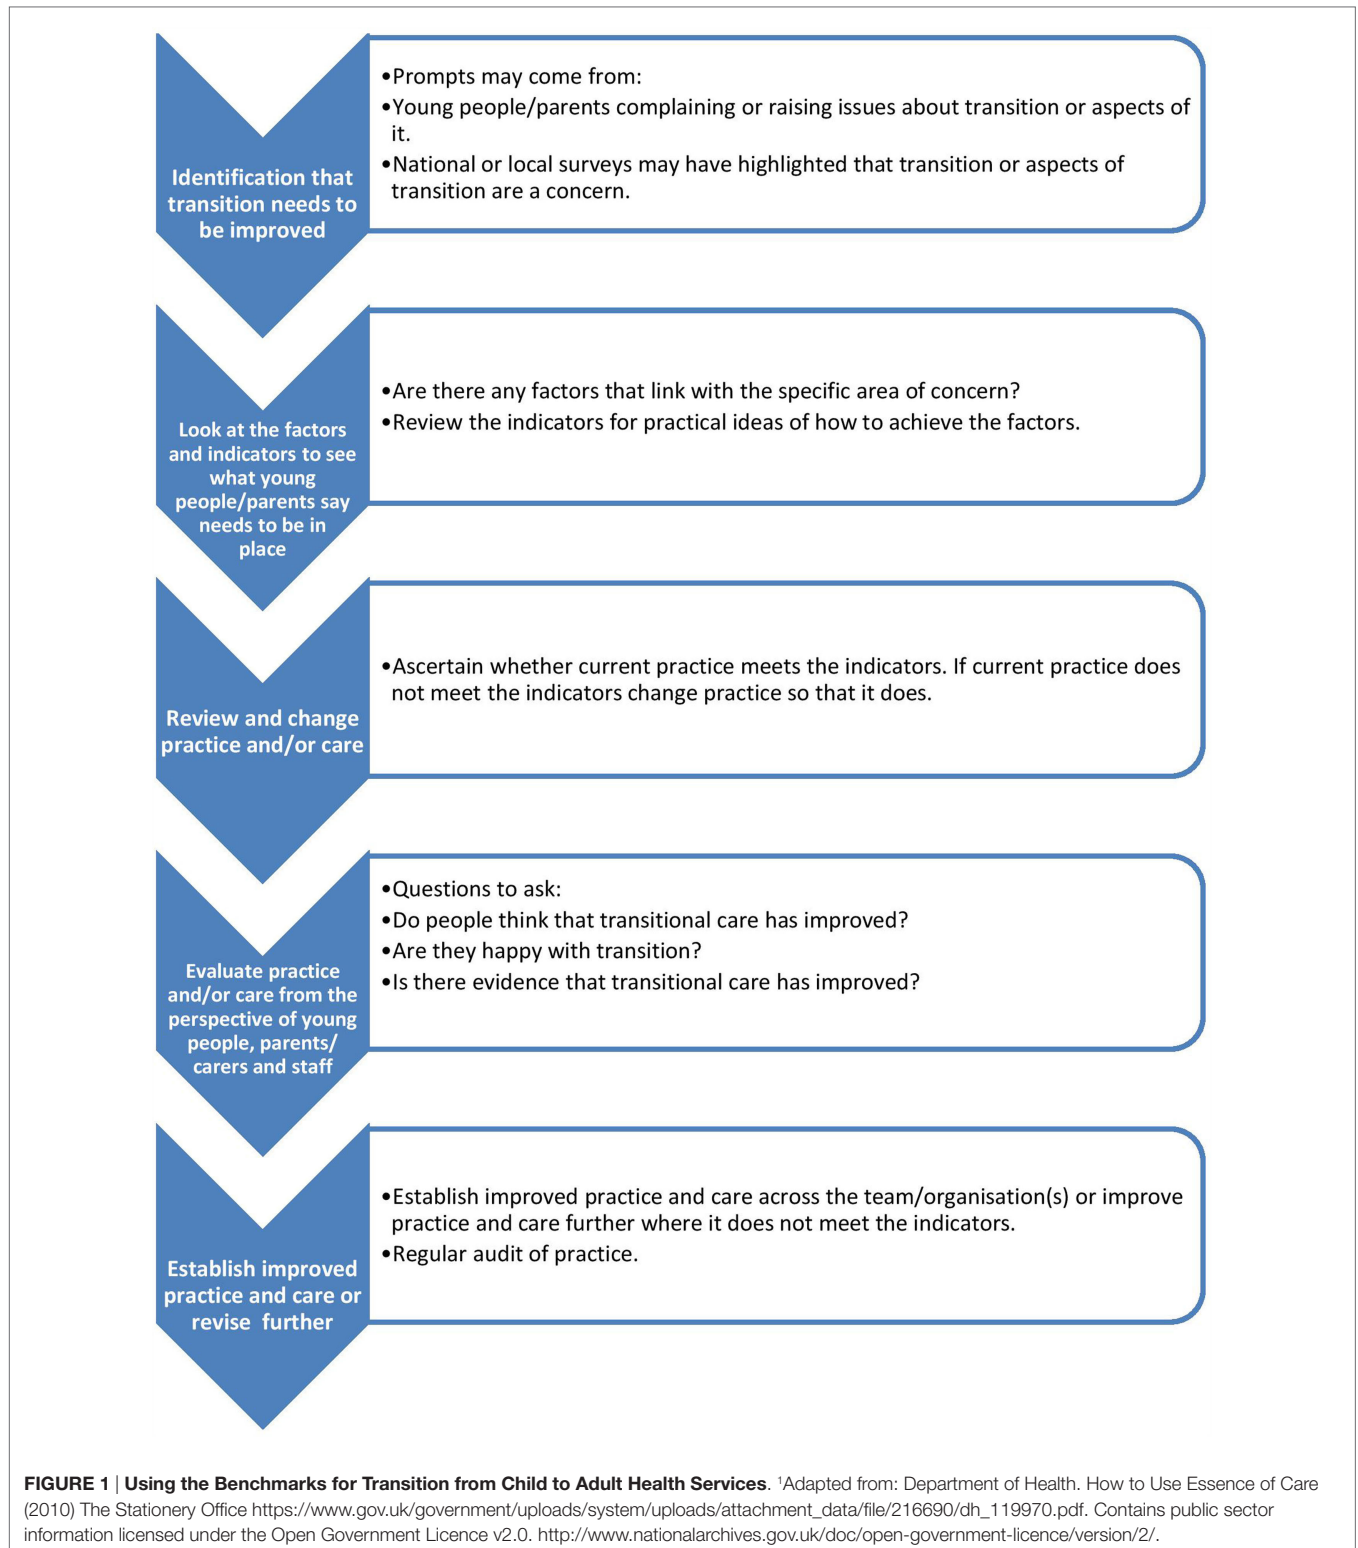 Identification that
transition needs to
be improved
•Prompts may come from:
•Young people/parents complaining or raising issues about transition or aspects of
it.
•National or local surveys may have highlighted that transition or aspects of
transition are a concern.
Look at the factors
and indicators to see
what young
people/parents say
needs to be in
place
•Are there any factors that link with the specific area of concern?
•Review the indicators for practical ideas of how to achieve the factors.
Review and change
practice and/or care
•Ascertain whether current practice meets the indicators. If current practice does
not meet the indicators change practice so that it does.
Evaluate practice
and/or care from the
perspective of young
people, parents/
carers and staff
•Questions to ask:
•Do people think that transitional care has improved?
•Are they happy with transition?
•Is there evidence that transitional care has improved?
Establish improved
practice and care or
revise further
•Establish improved practice and care across the team/organisation(s) or improve
practice and care further where it does not meet the indicators.
•Regular audit of practice.
FIGURE 1 | Using the Benchmarks for Transition from Child to Adult Health Services. ¹Adapted from: Department of Health. How to Use Essence of Care
(2010) The Stationery Office https://www.gov.uk/government/uploads/system/uploads/attachment_data/file/216690/dh_119970.pdf. Contains public sector
information licensed under the Open Government Licence v2.0. http://www.nationalarchives.gov.uk/doc/open-government-licence/version/2/.